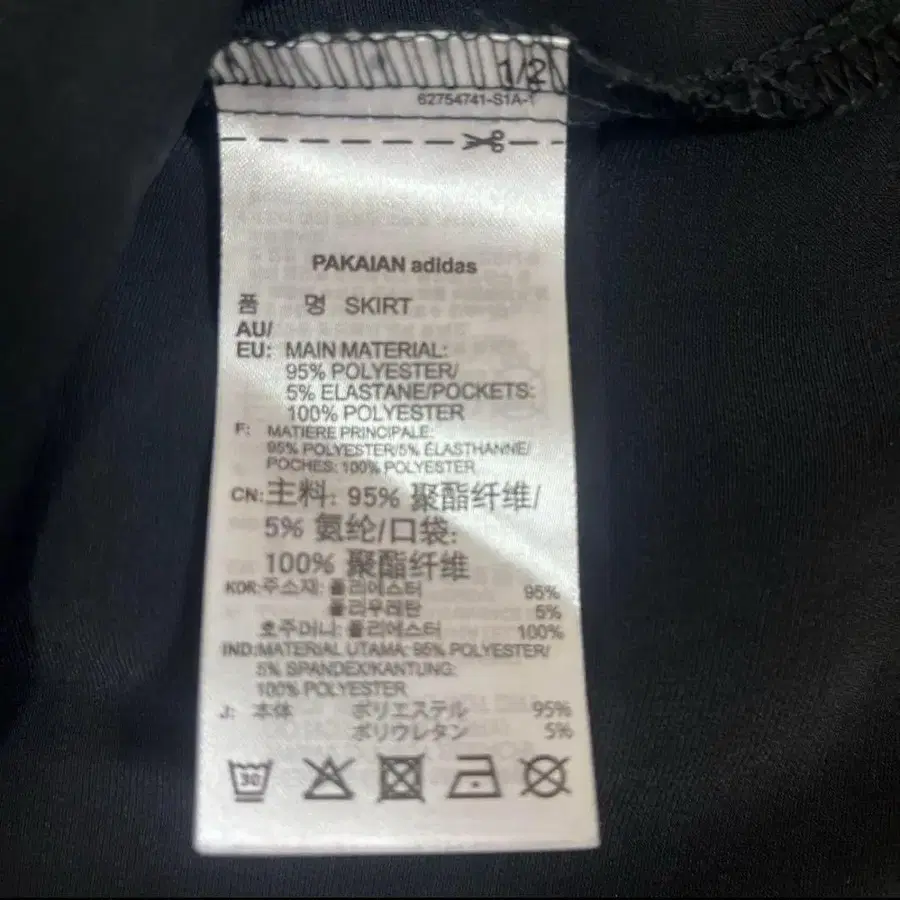 1/2
62754741-S1A-1
PAKAIAN adidas
품 명 SKIRT
AU/
EU: MAIN MATERIAL:
95% POLYESTER/
5% ELASTANE/POCKETS:
100% POLYESTER
F: MATIERE PRINCIPALE:
95% POLYESTER/5% ÉLASTHANNE/
POCHES: 100% POLYESTER
CN:主料: 95% 聚酯纤维/
5% 氨纶/口袋:
100% 聚酯纤维
KOR:주소재: 폴리에스터 95%
폴리우레탄 5%
호주머니: 폴리에스터 100%
IND:MATERIAL UTAMA: 95% POLYESTER/
5% SPANDEX/KANTUNG:
100% POLYESTER
J: 本体 ポリエステル 95%
ポリウレタン 5%
30